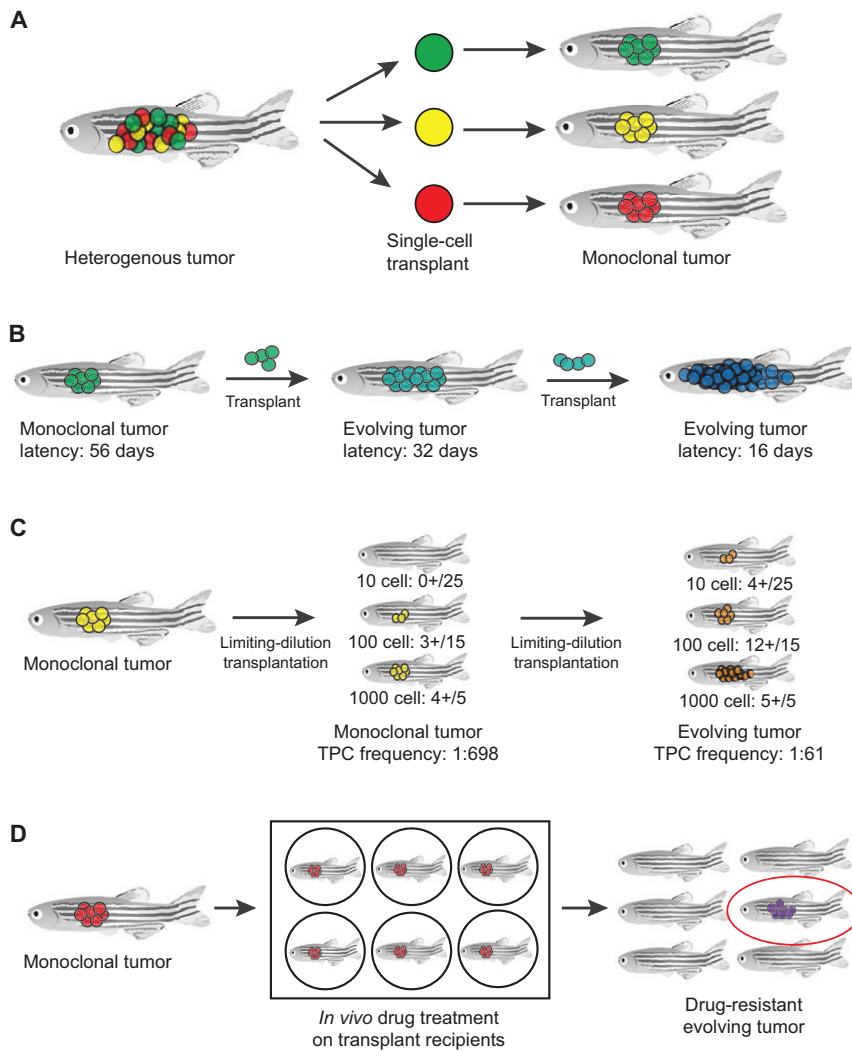 A
Heterogenous tumor
Single-cell
transplant
Monoclonal tumor
B
Transplant
Transplant
Monoclonal tumor
latency: 56 days
Evolving tumor
latency: 32 days
Evolving tumor
latency: 16 days
C
Monoclonal tumor
Limiting-dilution
transplantation
10 cell: 0+/25
100 cell: 3+/15
1000 cell: 4+/5
Monoclonal tumor
TPC frequency: 1:698
Limiting-dilution
transplantation
10 cell: 4+/25
100 cell: 12+/15
1000 cell: 5+/5
Evolving tumor
TPC frequency: 1:61
D
Monoclonal tumor
In vivo drug treatment
on transplant recipients
Drug-resistant
evolving tumor